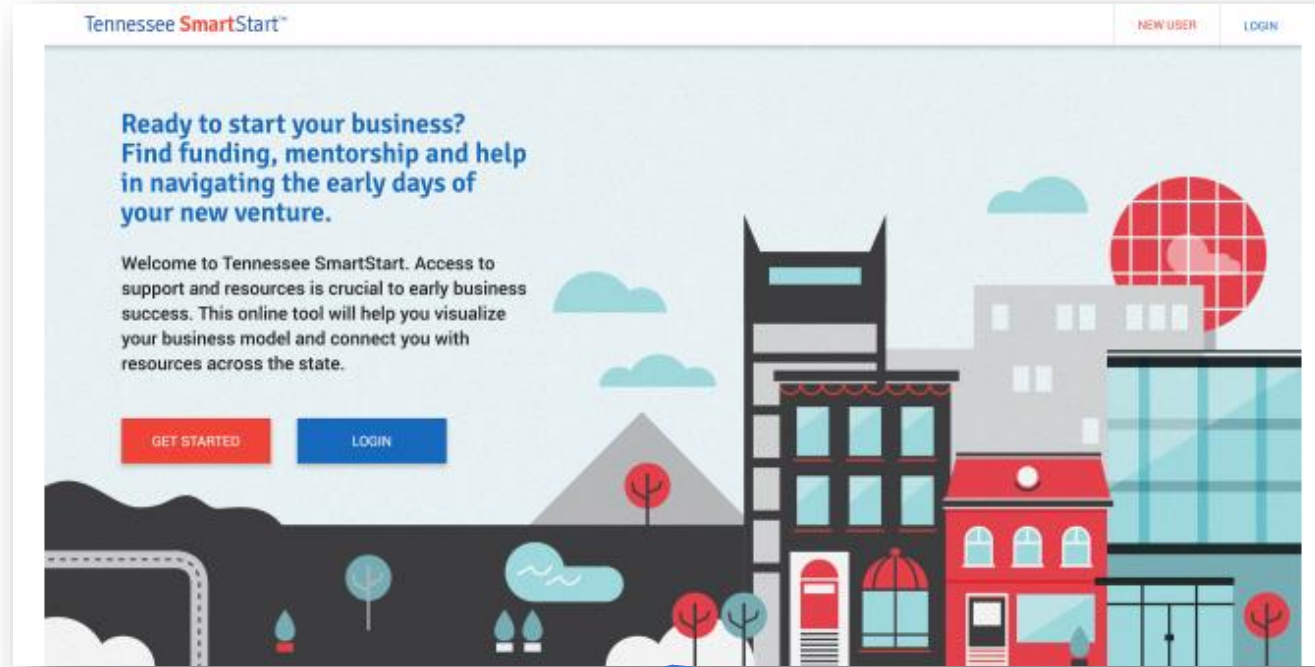 Tennessee SmartStart™
NEW USER
LOGIN
Ready to start your business?
Find funding, mentorship and help
in navigating the early days of
your new venture.
Welcome to Tennessee SmartStart. Access to
support and resources is crucial to early business
success. This online tool will help you visualize
your business model and connect you with
resources across the state.
GET STARTED
LOGIN